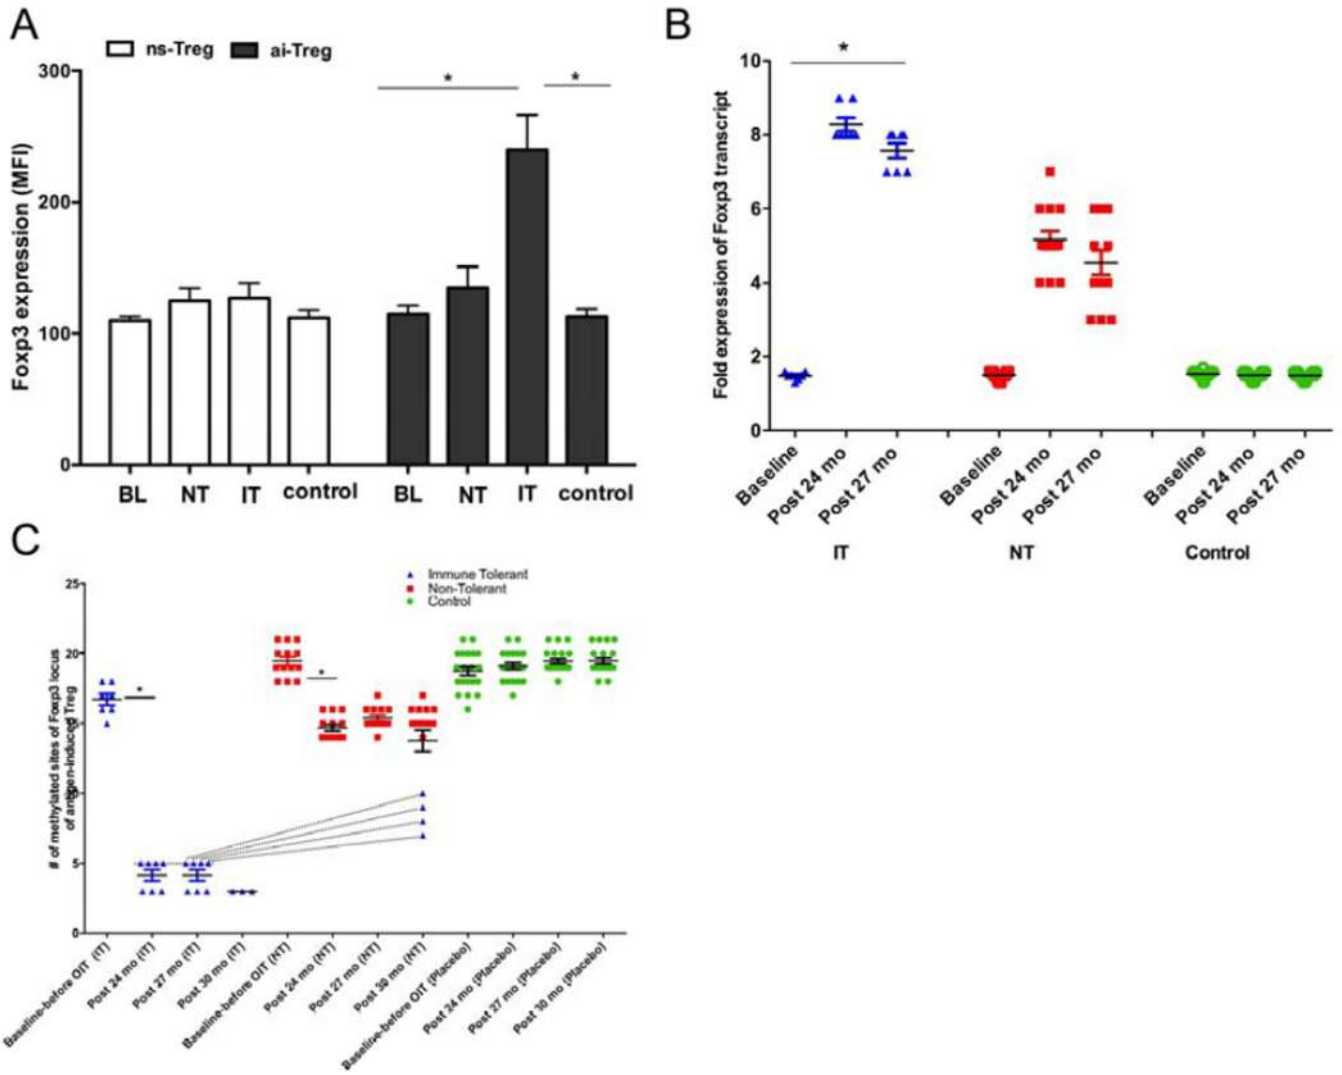 A
ns-Treg
ai-Treg
Foxp3 expression (MFI)
300
200
100
0
*
*
BL
NT
IT
control
BL
NT
IT
control
B
Fold expression of Foxp3 transcript
10
8
6
4
2
0
*
Baseline
Post 24 mo
Post 27 mo
Baseline
Post 24 mo
Post 27 mo
Baseline
Post 24 mo
Post 27 mo
IT
NT
Control
C
Immune Tolerant
Non-Tolerant
Control
# of methylated sites of Foxp3 locus
of antigen-induced Treg
25
20
15
10
5
0
*
*
Baseline-before OIT (IT)
Post 24 mo (IT)
Post 27 mo (IT)
Post 30 mo (IT)
Baseline-before OIT (NT)
Post 24 mo (NT)
Post 27 mo (NT)
Post 30 mo (NT)
Baseline-before OIT (Placebo)
Post 24 mo (Placebo)
Post 27 mo (Placebo)
Post 30 mo (Placebo)